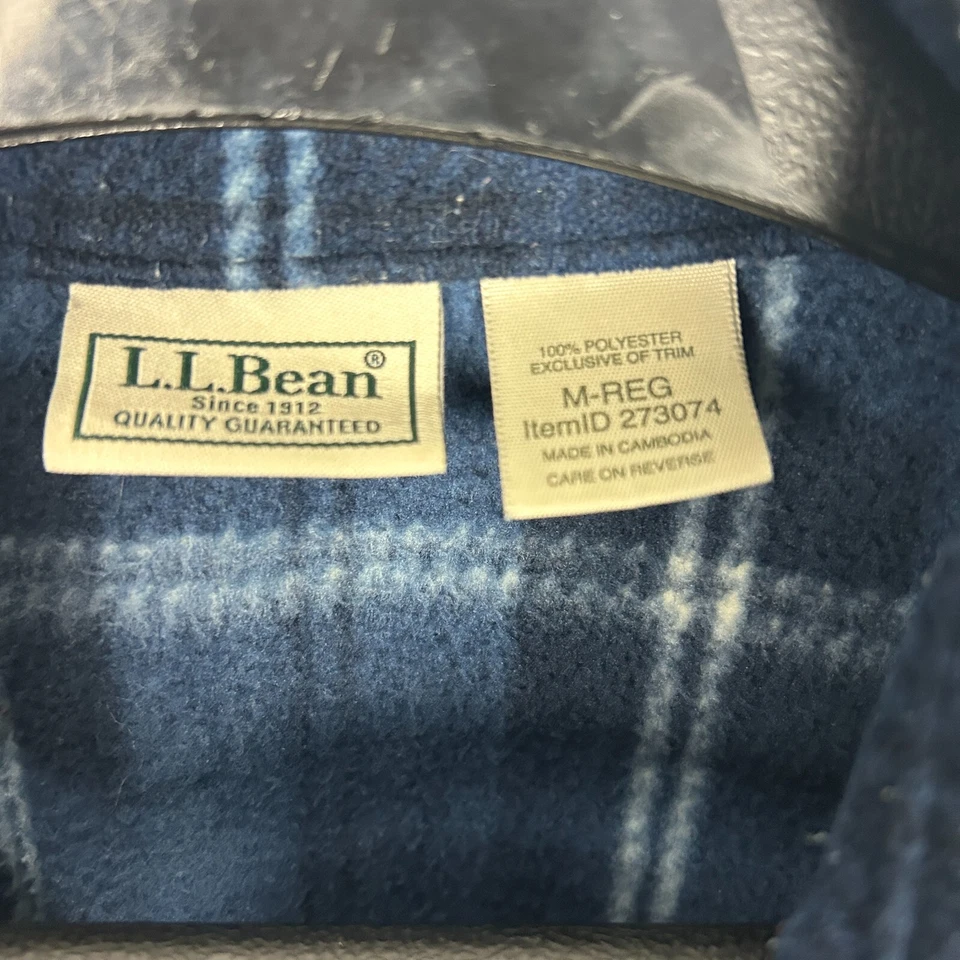 L.L.Bean®
Since 1912
QUALITY GUARANTEED
100% POLYESTER
EXCLUSIVE OF TRIM
M-REG
ItemID 273074
MADE IN CAMBODIA
CARE ON REVERSE